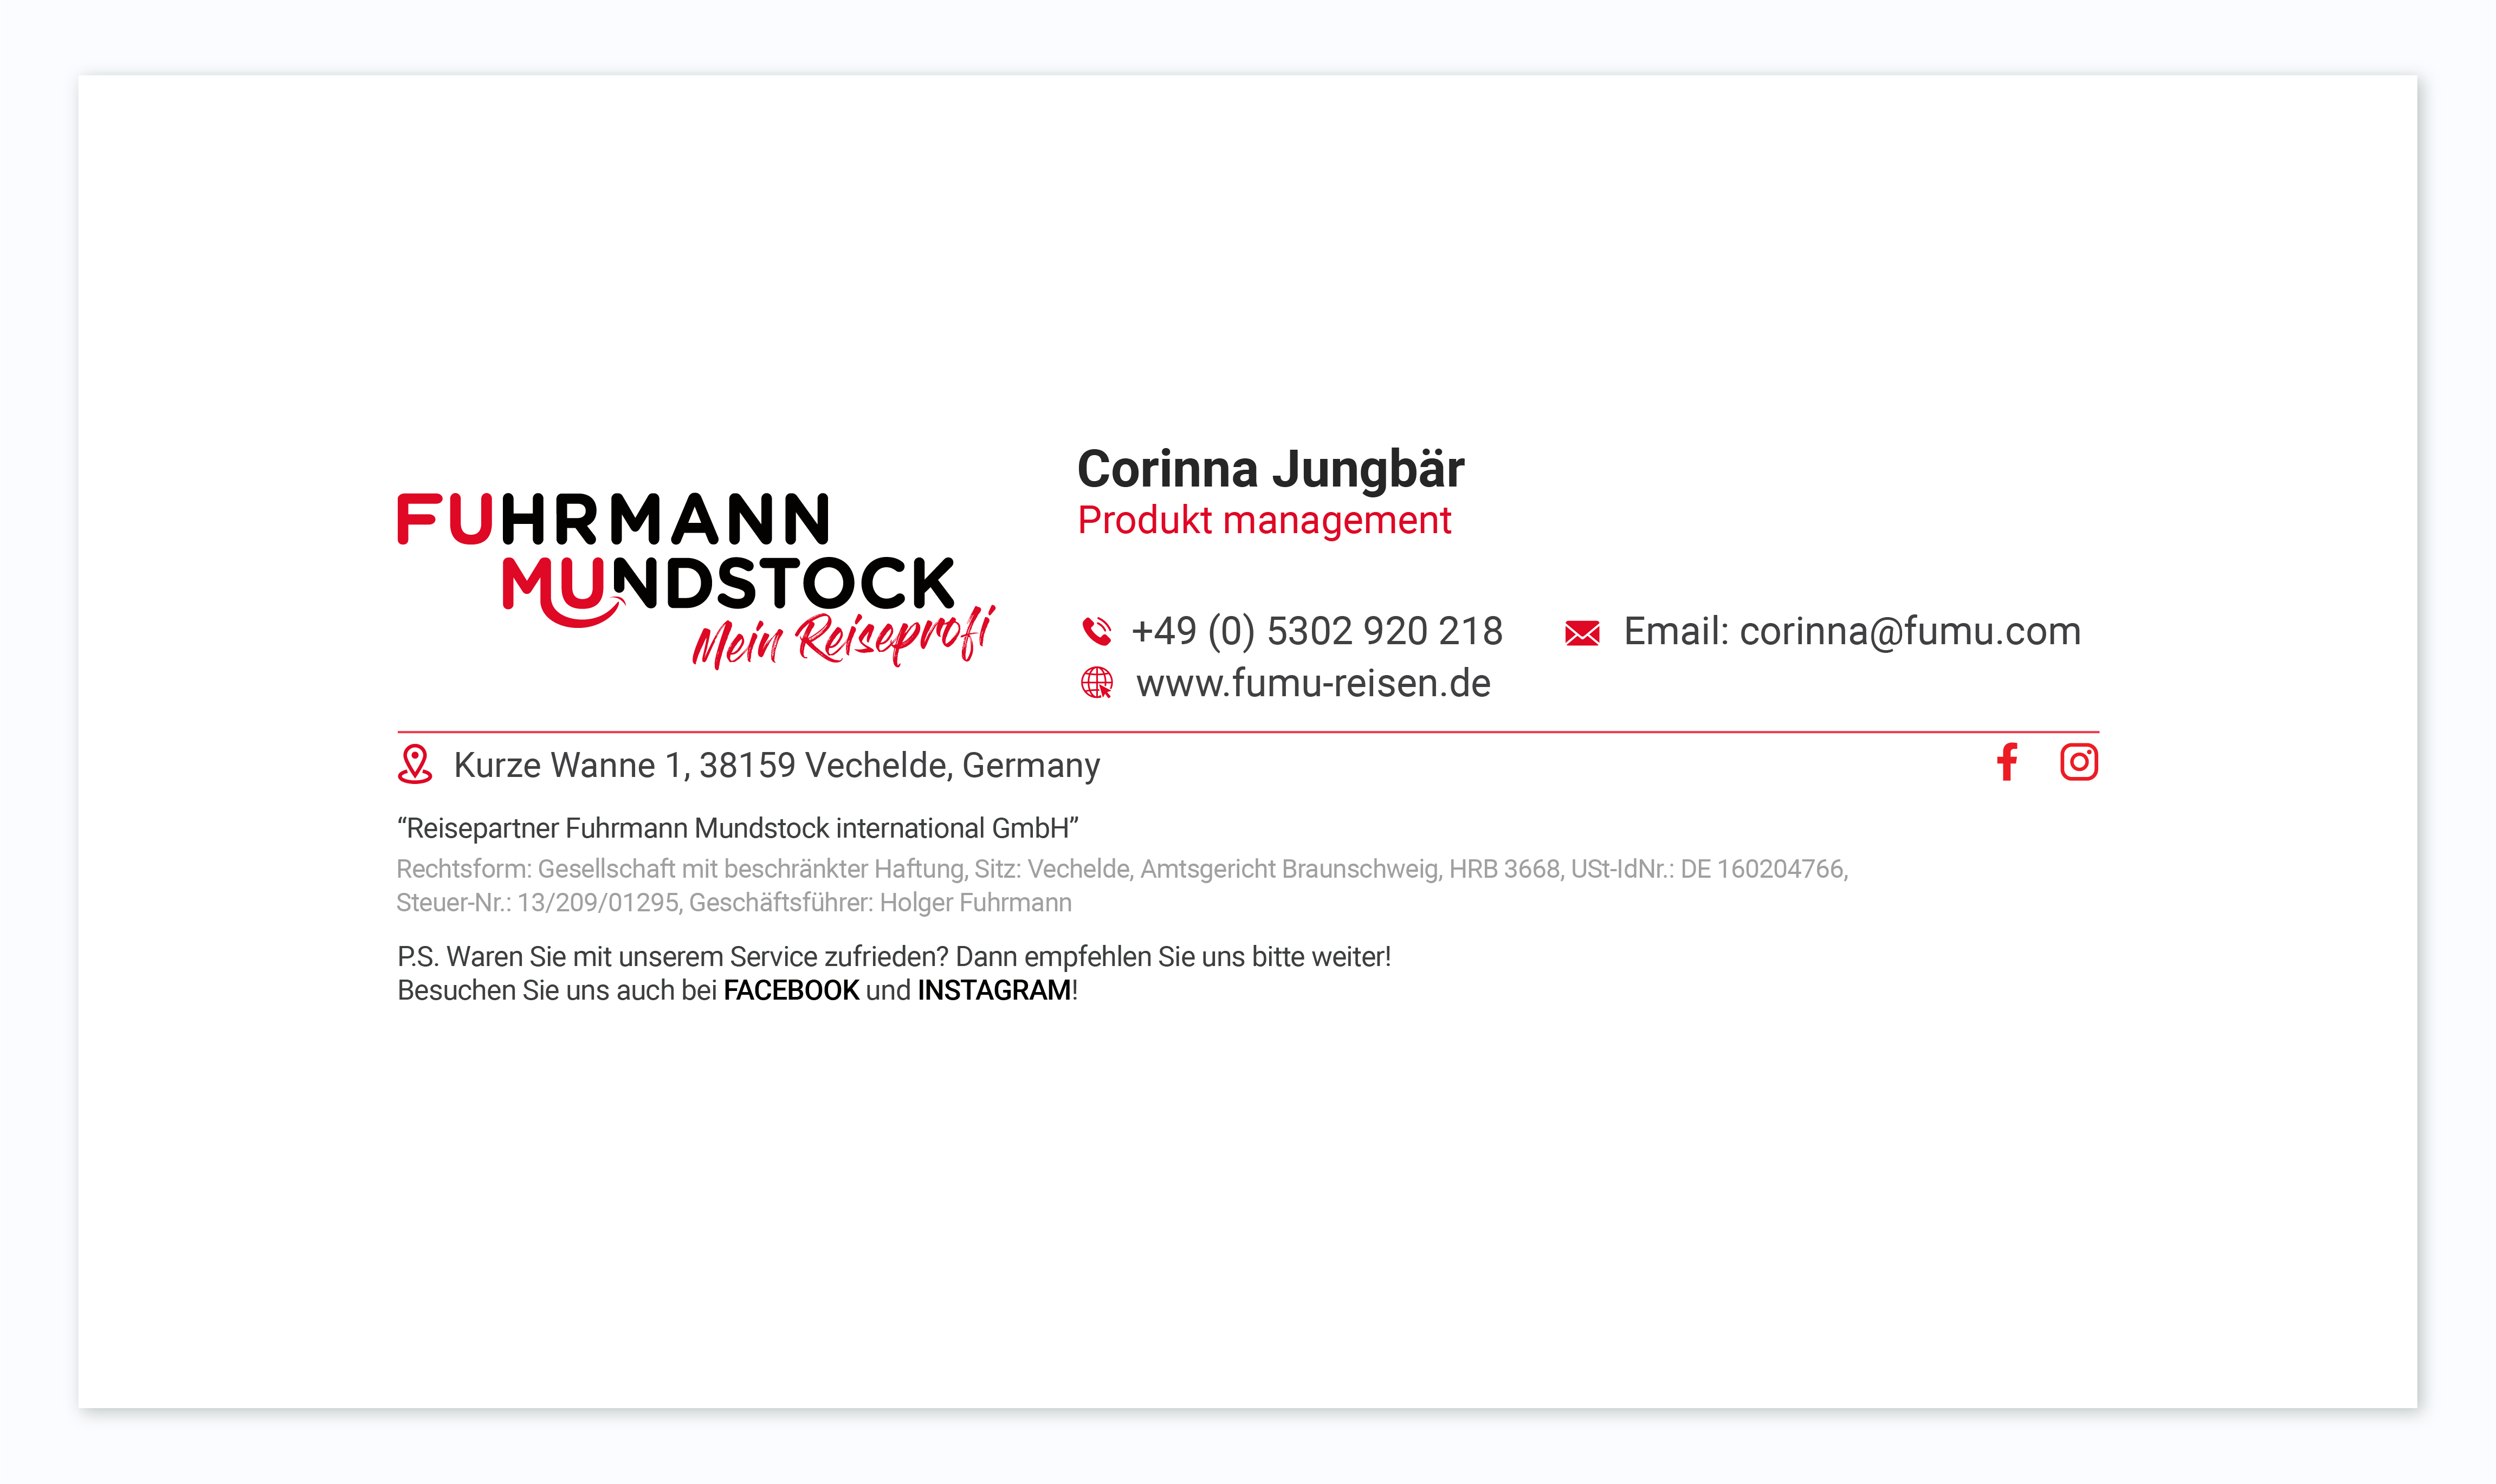 FUHRMANN
MUNDSTOCK
Mein Reiseprofi
Corinna Jungbär
Produkt management
+49 (0) 5302 920 218
Email: corinna@fumu.com
www.fumu-reisen.de
Kurze Wanne 1, 38159 Vechelde, Germany
“Reisepartner Fuhrmann Mundstock international GmbH”
Rechtsform: Gesellschaft mit beschränkter Haftung, Sitz: Vechelde, Amtsgericht Braunschweig, HRB 3668, USt-IdNr.: DE 160204766,
Steuer-Nr.: 13/209/01295, Geschäftsführer: Holger Fuhrmann
P.S. Waren Sie mit unserem Service zufrieden? Dann empfehlen Sie uns bitte weiter!
Besuchen Sie uns auch bei FACEBOOK und INSTAGRAM!